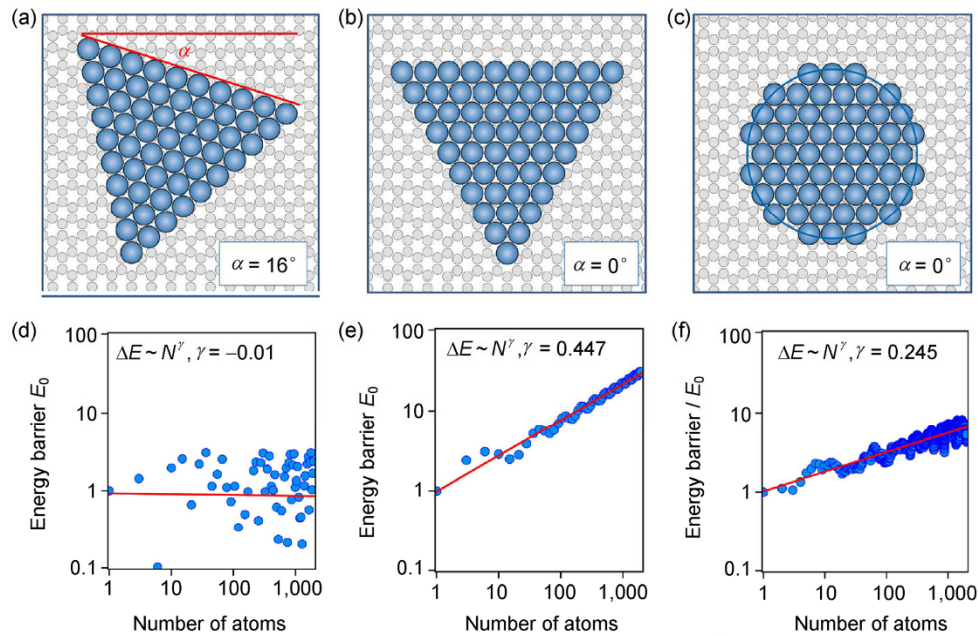 (a)
α
α = 16°
(b)
α = 0°
(c)
α = 0°
(d)
ΔE ~ N^γ, γ = −0.01
100
10
1
0.1
Energy barrier E₀
1 10 100 1,000
Number of atoms
(e)
ΔE ~ N^γ, γ = 0.447
100
10
1
0.1
Energy barrier E₀
1 10 100 1,000
Number of atoms
(f)
ΔE ~ N^γ, γ = 0.245
100
10
1
0.1
Energy barrier / E₀
1 10 100 1,000
Number of atoms